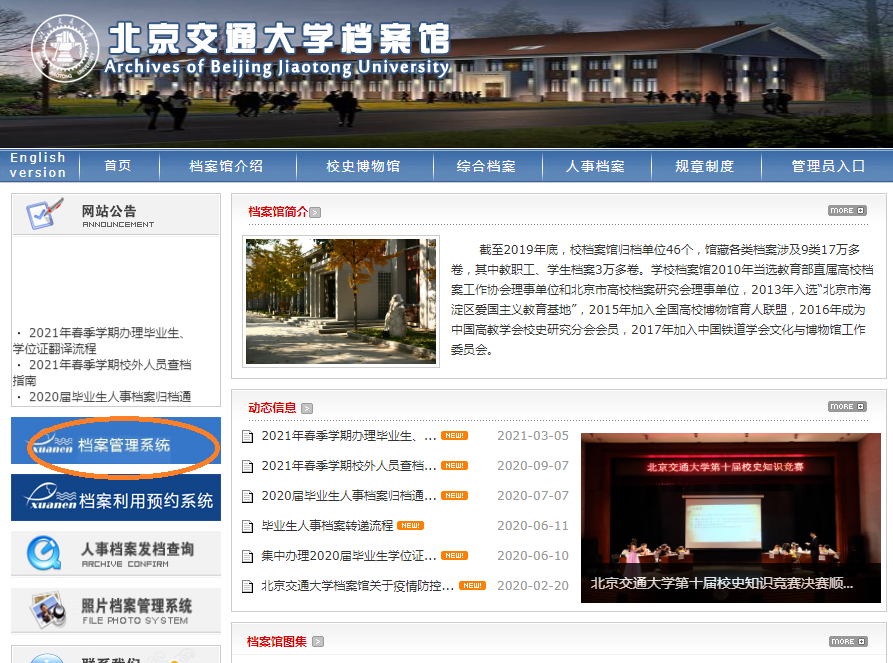 北京交通大学档案馆
Archives of Beijing Jiaotong University
English version
首页
档案馆介绍
校史博物馆
综合档案
人事档案
规章制度
管理员入口
网站公告
ANNOUNCEMENT
· 2021年春季学期办理毕业生、
学位证翻译流程
· 2021年春季学期校外人员查档
指南
· 2020届毕业生人事档案归档通
xuanen 档案管理系统
xuanen 档案利用预约系统
人事档案发档查询
ARCHIVE CONFIRM
照片档案管理系统
FILE PHOTO SYSTEM
联系我们
档案馆简介
MORE
截至2019年底，校档案馆归档单位46个，馆藏各类档案涉及9类17万多
卷，其中教职工、学生档案3万多卷。学校档案馆2010年当选教育部直属高校档
案工作协会理事单位和北京市高校档案研究会理事单位，2013年入选“北京市海
淀区爱国主义教育基地”，2015年加入全国高校博物馆育人联盟，2016年成为
中国高教学会校史研究分会会员，2017年加入中国铁道学会文化与博物馆工作
委员会。
动态信息
MORE
2021年春季学期办理毕业生、... NEW! 2021-03-05
2021年春季学期校外人员查档... NEW! 2020-09-07
2020届毕业生人事档案归档通... NEW! 2020-07-07
毕业生人事档案转递流程 NEW! 2020-06-11
集中办理2020届毕业生学位证... NEW! 2020-06-10
北京交通大学档案馆关于疫情防控... NEW! 2020-02-20
北京交通大学第十届校史知识竞赛
北京交通大学第十届校史知识竞赛决赛顺...
档案馆图集
MORE